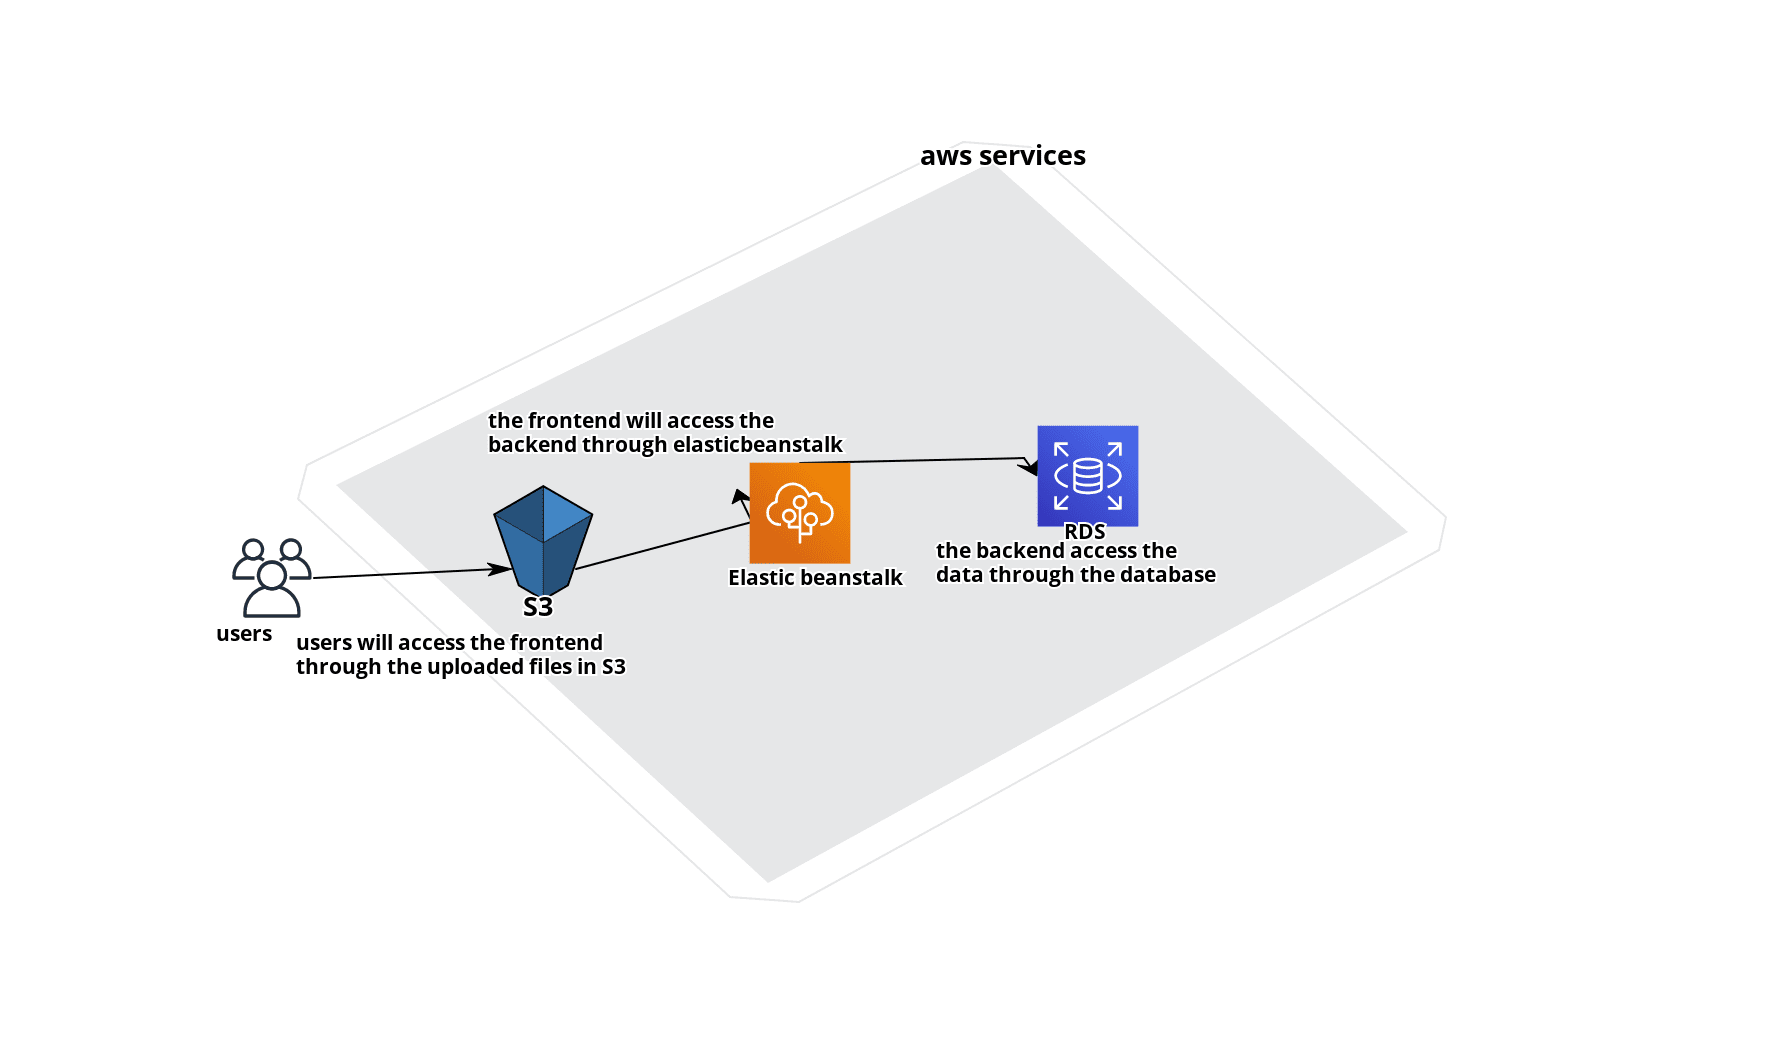 aws services
the frontend will access the
backend through elasticbeanstalk
RDS
the backend access the
data through the database
Elastic beanstalk
S3
users
users will access the frontend
through the uploaded files in S3